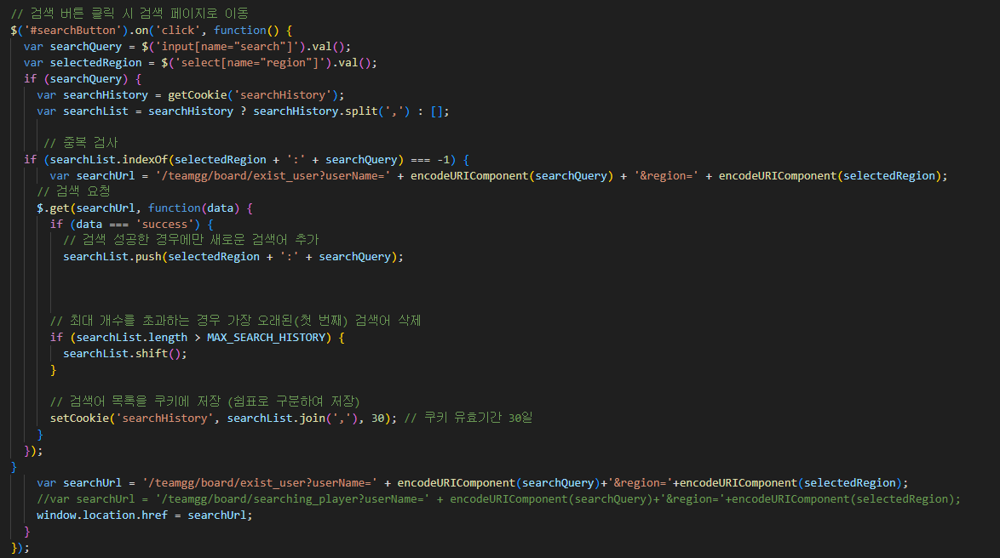 // 검색 버튼 클릭 시 검색 페이지로 이동
$('#searchButton').on('click', function() {
var searchQuery = $('input[name="search"]').val();
var selectedRegion = $('select[name="region"]').val();
if (searchQuery) {
var searchHistory = getCookie('searchHistory');
var searchList = searchHistory ? searchHistory.split(',') : [];
// 중복 검사
if (searchList.indexOf(selectedRegion + ':' + searchQuery) === -1) {
var searchUrl = '/teamgg/board/exist_user?userName=' + encodeURIComponent(searchQuery) + '&region=' + encodeURIComponent(selectedRegion);
// 검색 요청
$.get(searchUrl, function(data) {
if (data === 'success') {
// 검색 성공한 경우에만 새로운 검색어 추가
searchList.push(selectedRegion + ':' + searchQuery);
// 최대 개수를 초과하는 경우 가장 오래된(첫 번째) 검색어 삭제
if (searchList.length > MAX_SEARCH_HISTORY) {
searchList.shift();
}
// 검색어 목록을 쿠키에 저장 (쉼표로 구분하여 저장)
setCookie('searchHistory', searchList.join(','), 30); // 쿠키 유효기간 30일
}
});
}
var searchUrl = '/teamgg/board/exist_user?userName=' + encodeURIComponent(searchQuery)+'&region='+encodeURIComponent(selectedRegion);
//var searchUrl = '/teamgg/board/searching_player?userName=' + encodeURIComponent(searchQuery)+'&region='+encodeURIComponent(selectedRegion);
window.location.href = searchUrl;
}
});